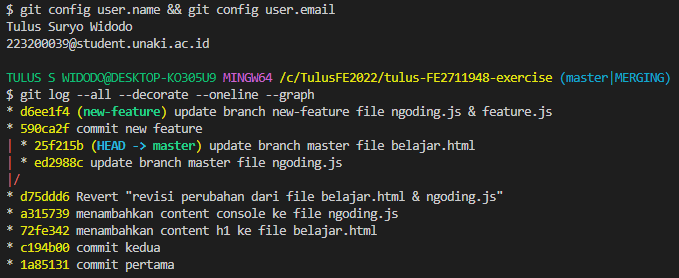 $ git config user.name && git config user.email
Tulus Suryo Widodo
223200039@student.unaki.ac.id
TULUS S WIDODO@DESKTOP-KO305U9 MINGW64 /c/TulusFE2022/tulus-FE2711948-exercise (master|MERGING)
$ git log --all --decorate --oneline --graph
* d6ee1f4 (new-feature) update branch new-feature file ngoding.js & feature.js
* 590ca2f commit new feature
| * 25f215b (HEAD -> master) update branch master file belajar.html
| * ed2988c update branch master file ngoding.js
|/
* d75ddd6 Revert "revisi perubahan dari file belajar.html & ngoding.js"
* a315739 menambahkan content console ke file ngoding.js
* 72fe342 menambahkan content h1 ke file belajar.html
* c194b00 commit kedua
* 1a85131 commit pertama